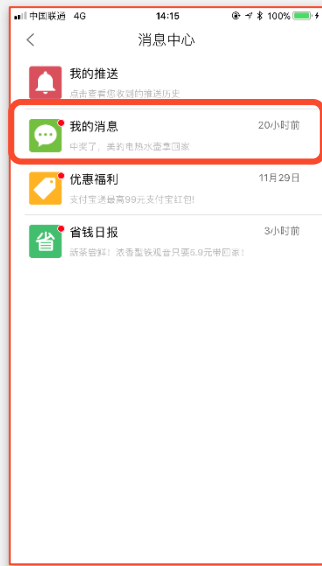 中国联通 4G 14:15 100%
消息中心
我的推送
点击查看您收到的推送历史
我的消息 20小时前
中奖了，美的电热水壶拿回家
优惠福利 11月29日
支付宝送最高99元支付宝红包!
省
省钱日报 3小时前
新茶尝鲜！浓香型铁观音只要5.9元带回家！